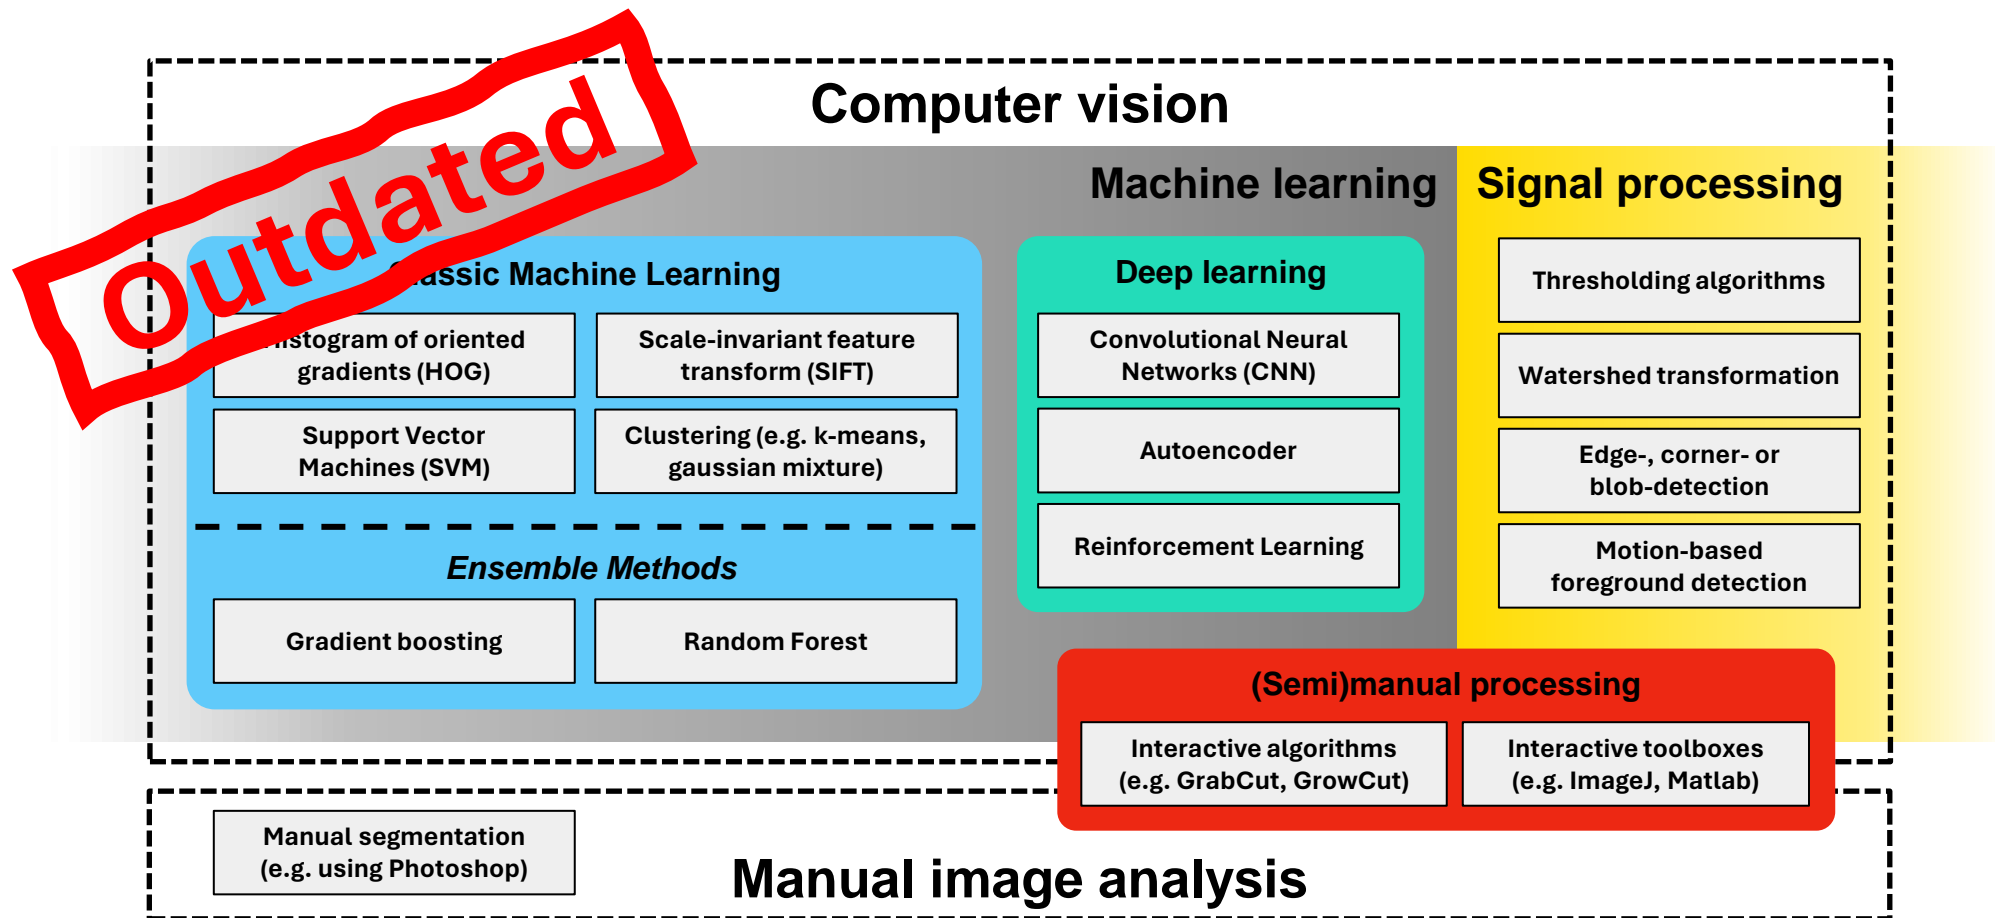 Computer vision
Outdated
Machine learning
Signal processing
Classic Machine Learning
Histogram of oriented
gradients (HOG)
Scale-invariant feature
transform (SIFT)
Support Vector
Machines (SVM)
Clustering (e.g. k-means,
gaussian mixture)
Ensemble Methods
Gradient boosting
Random Forest
Deep learning
Convolutional Neural
Networks (CNN)
Autoencoder
Reinforcement Learning
Thresholding algorithms
Watershed transformation
Edge-, corner- or
blob-detection
Motion-based
foreground detection
(Semi)manual processing
Interactive algorithms
(e.g. GrabCut, GrowCut)
Interactive toolboxes
(e.g. ImageJ, Matlab)
Manual segmentation
(e.g. using Photoshop)
Manual image analysis